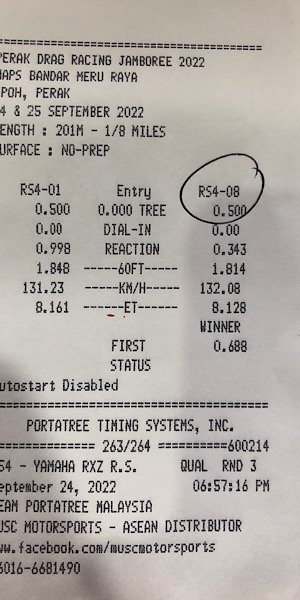 ==================================
PERAK DRAG RACING JAMBOREE 2022
HAPS BANDAR MERU RAYA
IPOH, PERAK
4 & 25 SEPTEMBER 2022
ENGTH : 201M - 1/8 MILES
URFACE : NO-PREP
RS4-01 Entry RS4-08
0.500 0.000 TREE 0.500
0.00 DIAL-IN 0.00
0.998 REACTION 0.343
1.848 ------60FT----- 1.814
131.23 -----KM/H----- 132.08
8.161 ------ET------ 8.128
WINNER
FIRST 0.688
STATUS
utostart Disabled
==================================
PORTATREE TIMING SYSTEMS, INC.
============ 263/264 ==========600214
S4 - YAMAHA RXZ R.S. QUAL RND 3
eptember 24, 2022 06:57:16 PM
EAM PORTATREE MALAYSIA
USC MOTORSPORTS - ASEAN DISTRIBUTOR
ww.facebook.com/muscmotorsports
6016-6681490